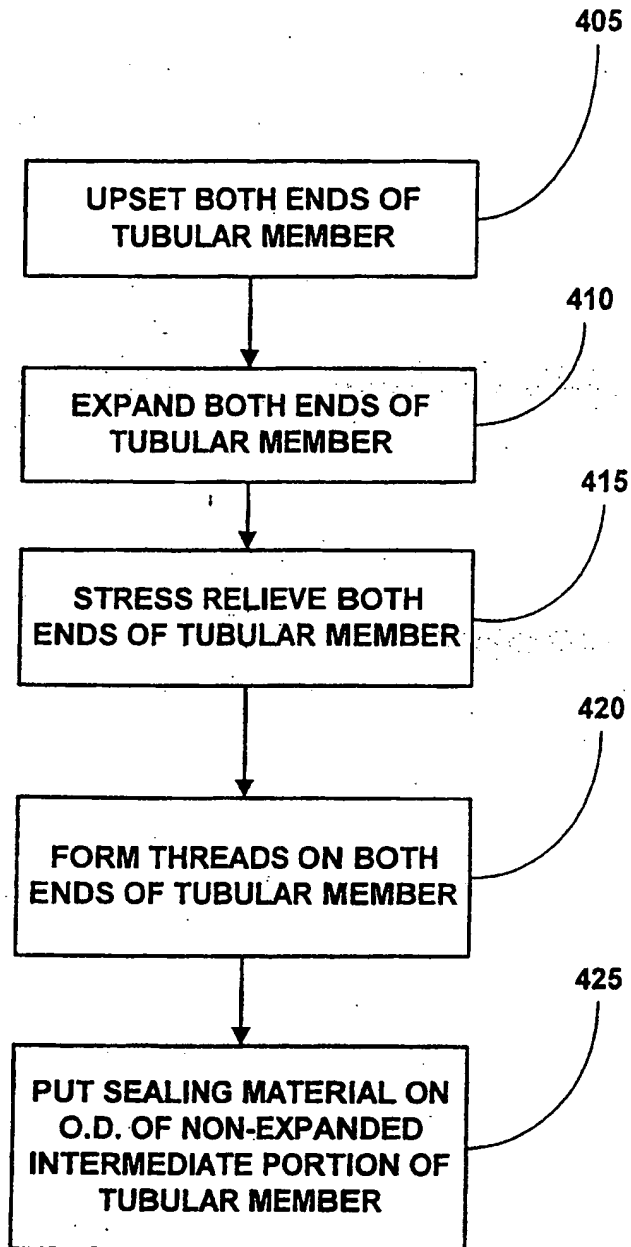 405
UPSET BOTH ENDS OF
TUBULAR MEMBER
410
EXPAND BOTH ENDS OF
TUBULAR MEMBER
415
STRESS RELIEVE BOTH
ENDS OF TUBULAR MEMBER
420
FORM THREADS ON BOTH
ENDS OF TUBULAR MEMBER
425
PUT SEALING MATERIAL ON
O.D. OF NON-EXPANDED
INTERMEDIATE PORTION OF
TUBULAR MEMBER